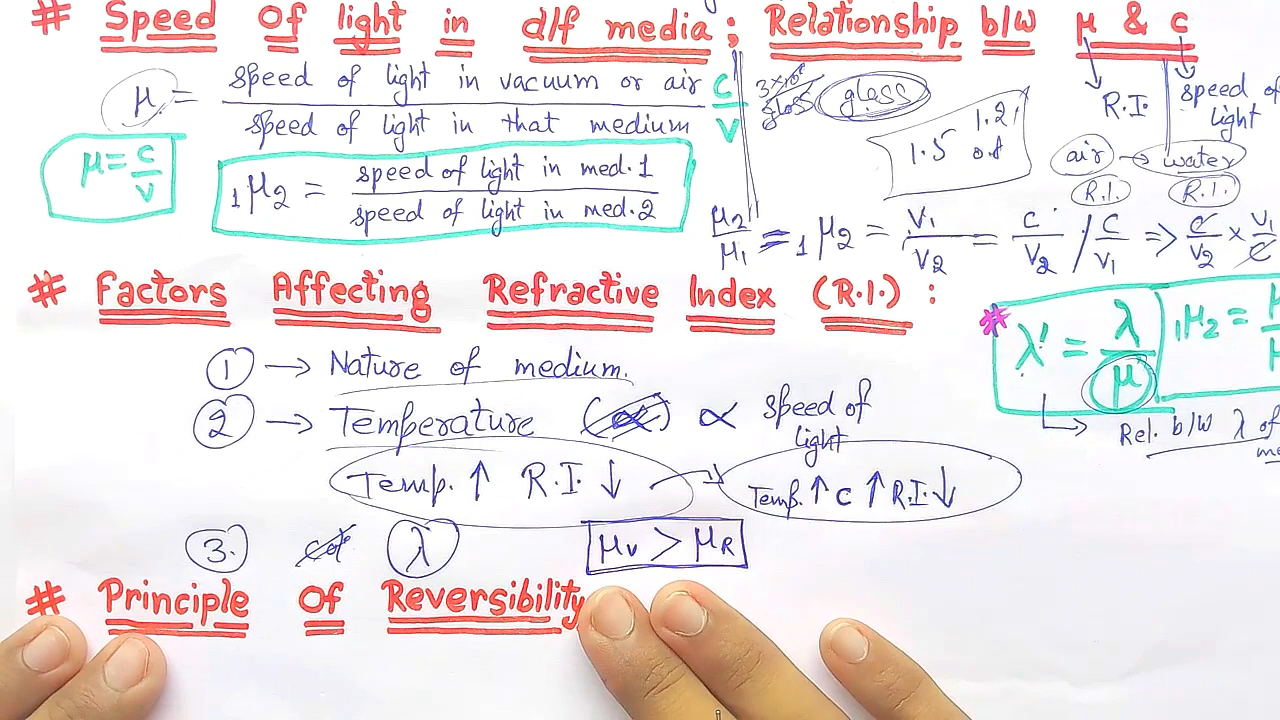 # Speed Of light in d/f media ; Relationship b/w μ & c
μ = speed of light in vacuum or air / speed of light in that medium
C / V
μ = c / v
₁μ₂ = speed of light in med. 1 / speed of light in med. 2
3×10⁸
glass
glass
1.5 1.21
R.I.
speed of light
air → water
R.I. R.I.
μ₂ / μ₁ = ₁μ₂ = V₁ / V₂ = C / V₂ / C / V₁ ⇒ c / V₂ × V₁ / c
# Factors Affecting Refractive Index (R.I.) :
* λ' = λ / μ
₁μ₂ =
Rel. b/w λ of
① → Nature of medium.
② → Temperature (∝) ∝ speed of light
Temp. ↑ R.I. ↓ → Temp. ↑ C ↑ R.I. ↓
3. λ μV > μR
# Principle Of Reversibility